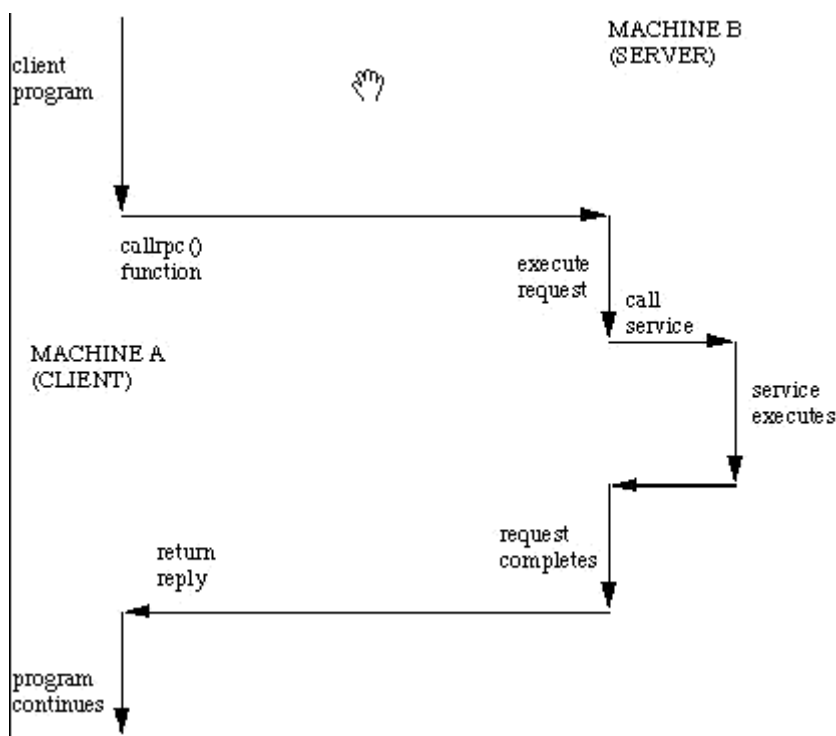 MACHINE B
(SERVER)
client
program
callrpc()
function
execute
request
call
service
MACHINE A
(CLIENT)
service
executes
request
completes
return
reply
program
continues